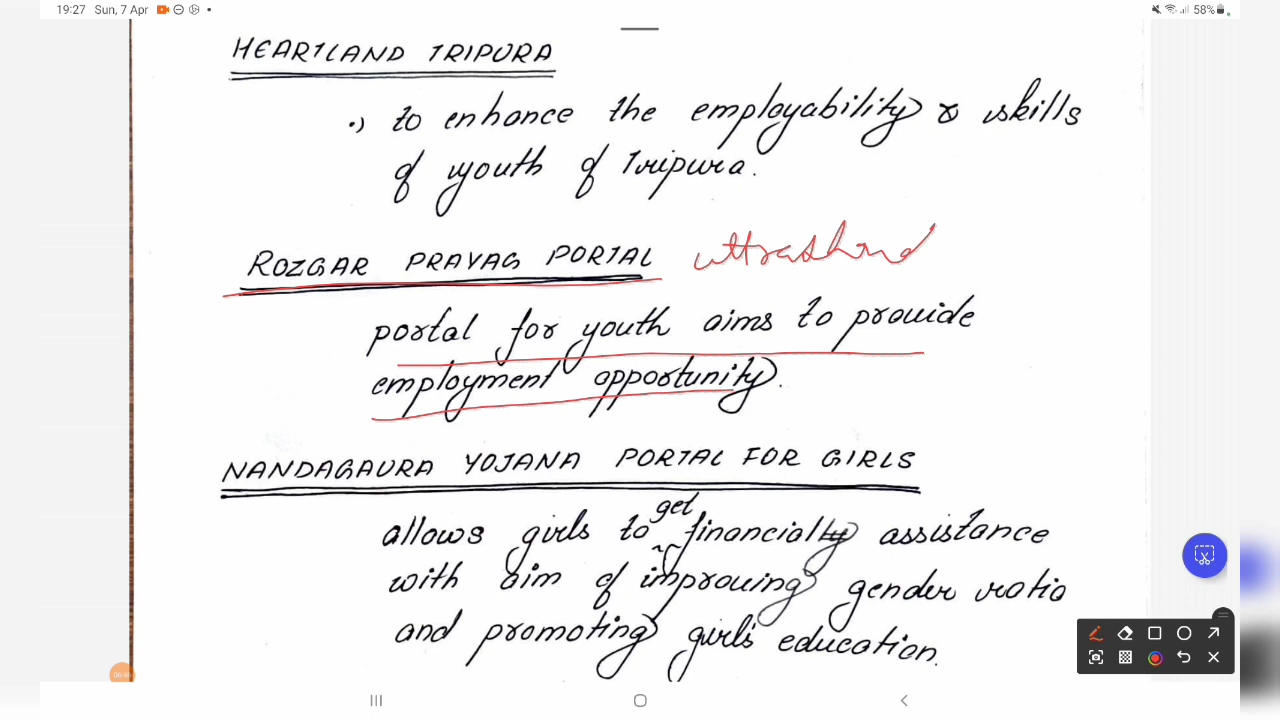 19:27 Sun, 7 Apr
58%
HEARTLAND TRIPURA
•) to enhance the employability & skills
of youth of Tripura.
ROZGAR PRAYAG PORTAL uttrakhand
portal for youth aims to provide
employment opportunity.
NANDAGAURA YOJANA PORTAL FOR GIRLS
get
allows girls to financially assistance
with aim of improving gender ratio
and promoting girls education.